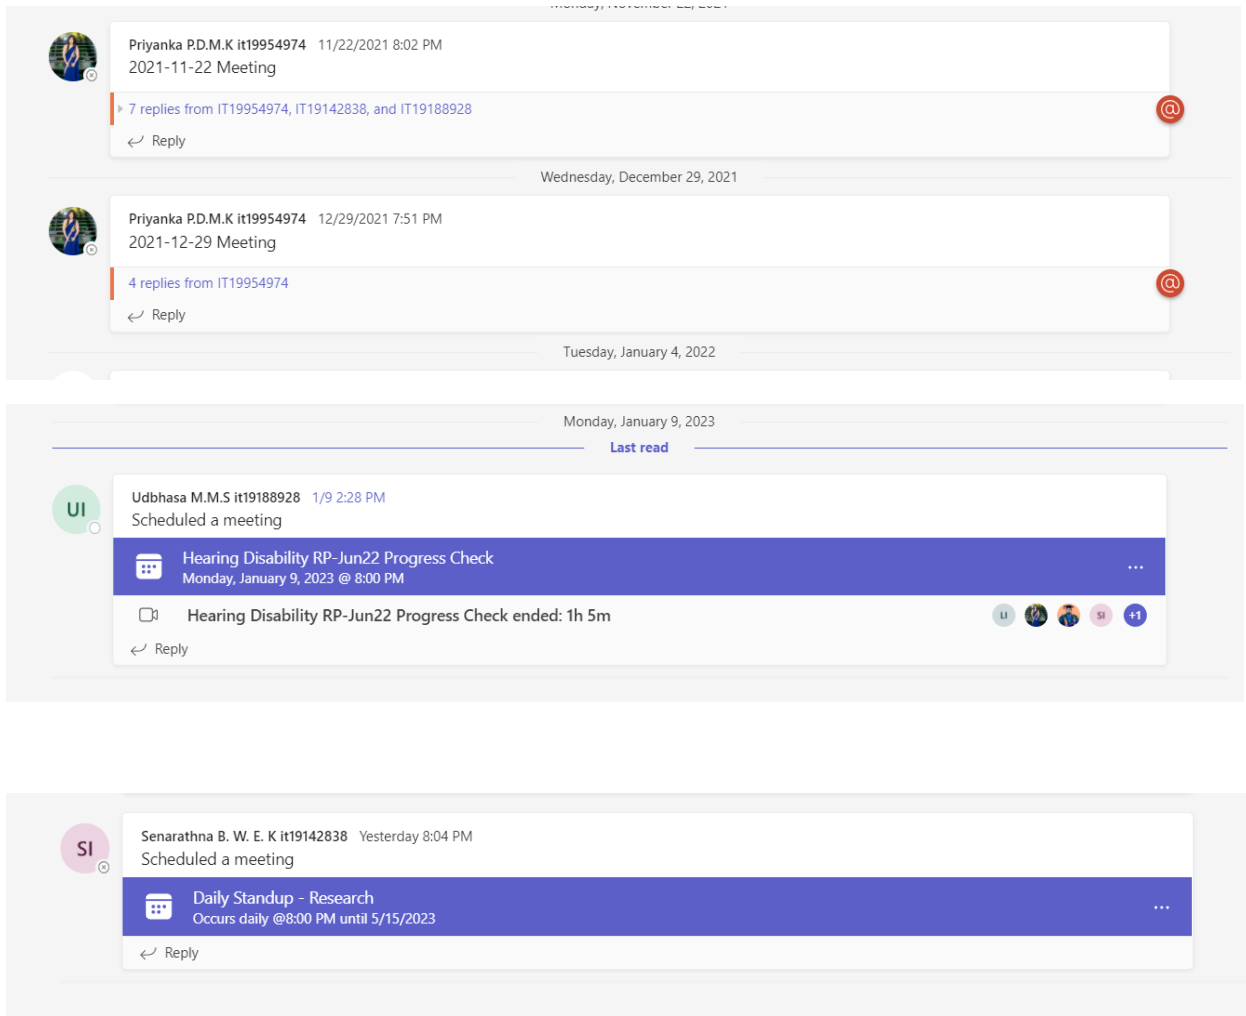 Monday, November 22, 2021
Priyanka P.D.M.K it19954974 11/22/2021 8:02 PM
2021-11-22 Meeting
7 replies from IT19954974, IT19142838, and IT19188928
@
Reply
Wednesday, December 29, 2021
Priyanka P.D.M.K it19954974 12/29/2021 7:51 PM
2021-12-29 Meeting
4 replies from IT19954974
@
Reply
Tuesday, January 4, 2022
Monday, January 9, 2023
Last read
UI
Udbhasa M.M.S it19188928 1/9 2:28 PM
Scheduled a meeting
Hearing Disability RP-Jun22 Progress Check
Monday, January 9, 2023 @ 8:00 PM
...
Hearing Disability RP-Jun22 Progress Check ended: 1h 5m
UI SI +1
Reply
SI
Senarathna B. W. E. K it19142838 Yesterday 8:04 PM
Scheduled a meeting
Daily Standup - Research
Occurs daily @8:00 PM until 5/15/2023
...
Reply